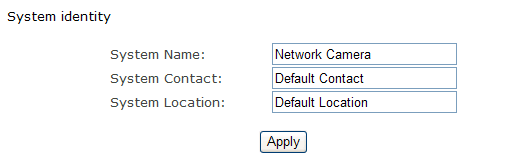 System identity
System Name: Network Camera
System Contact: Default Contact
System Location: Default Location
Apply